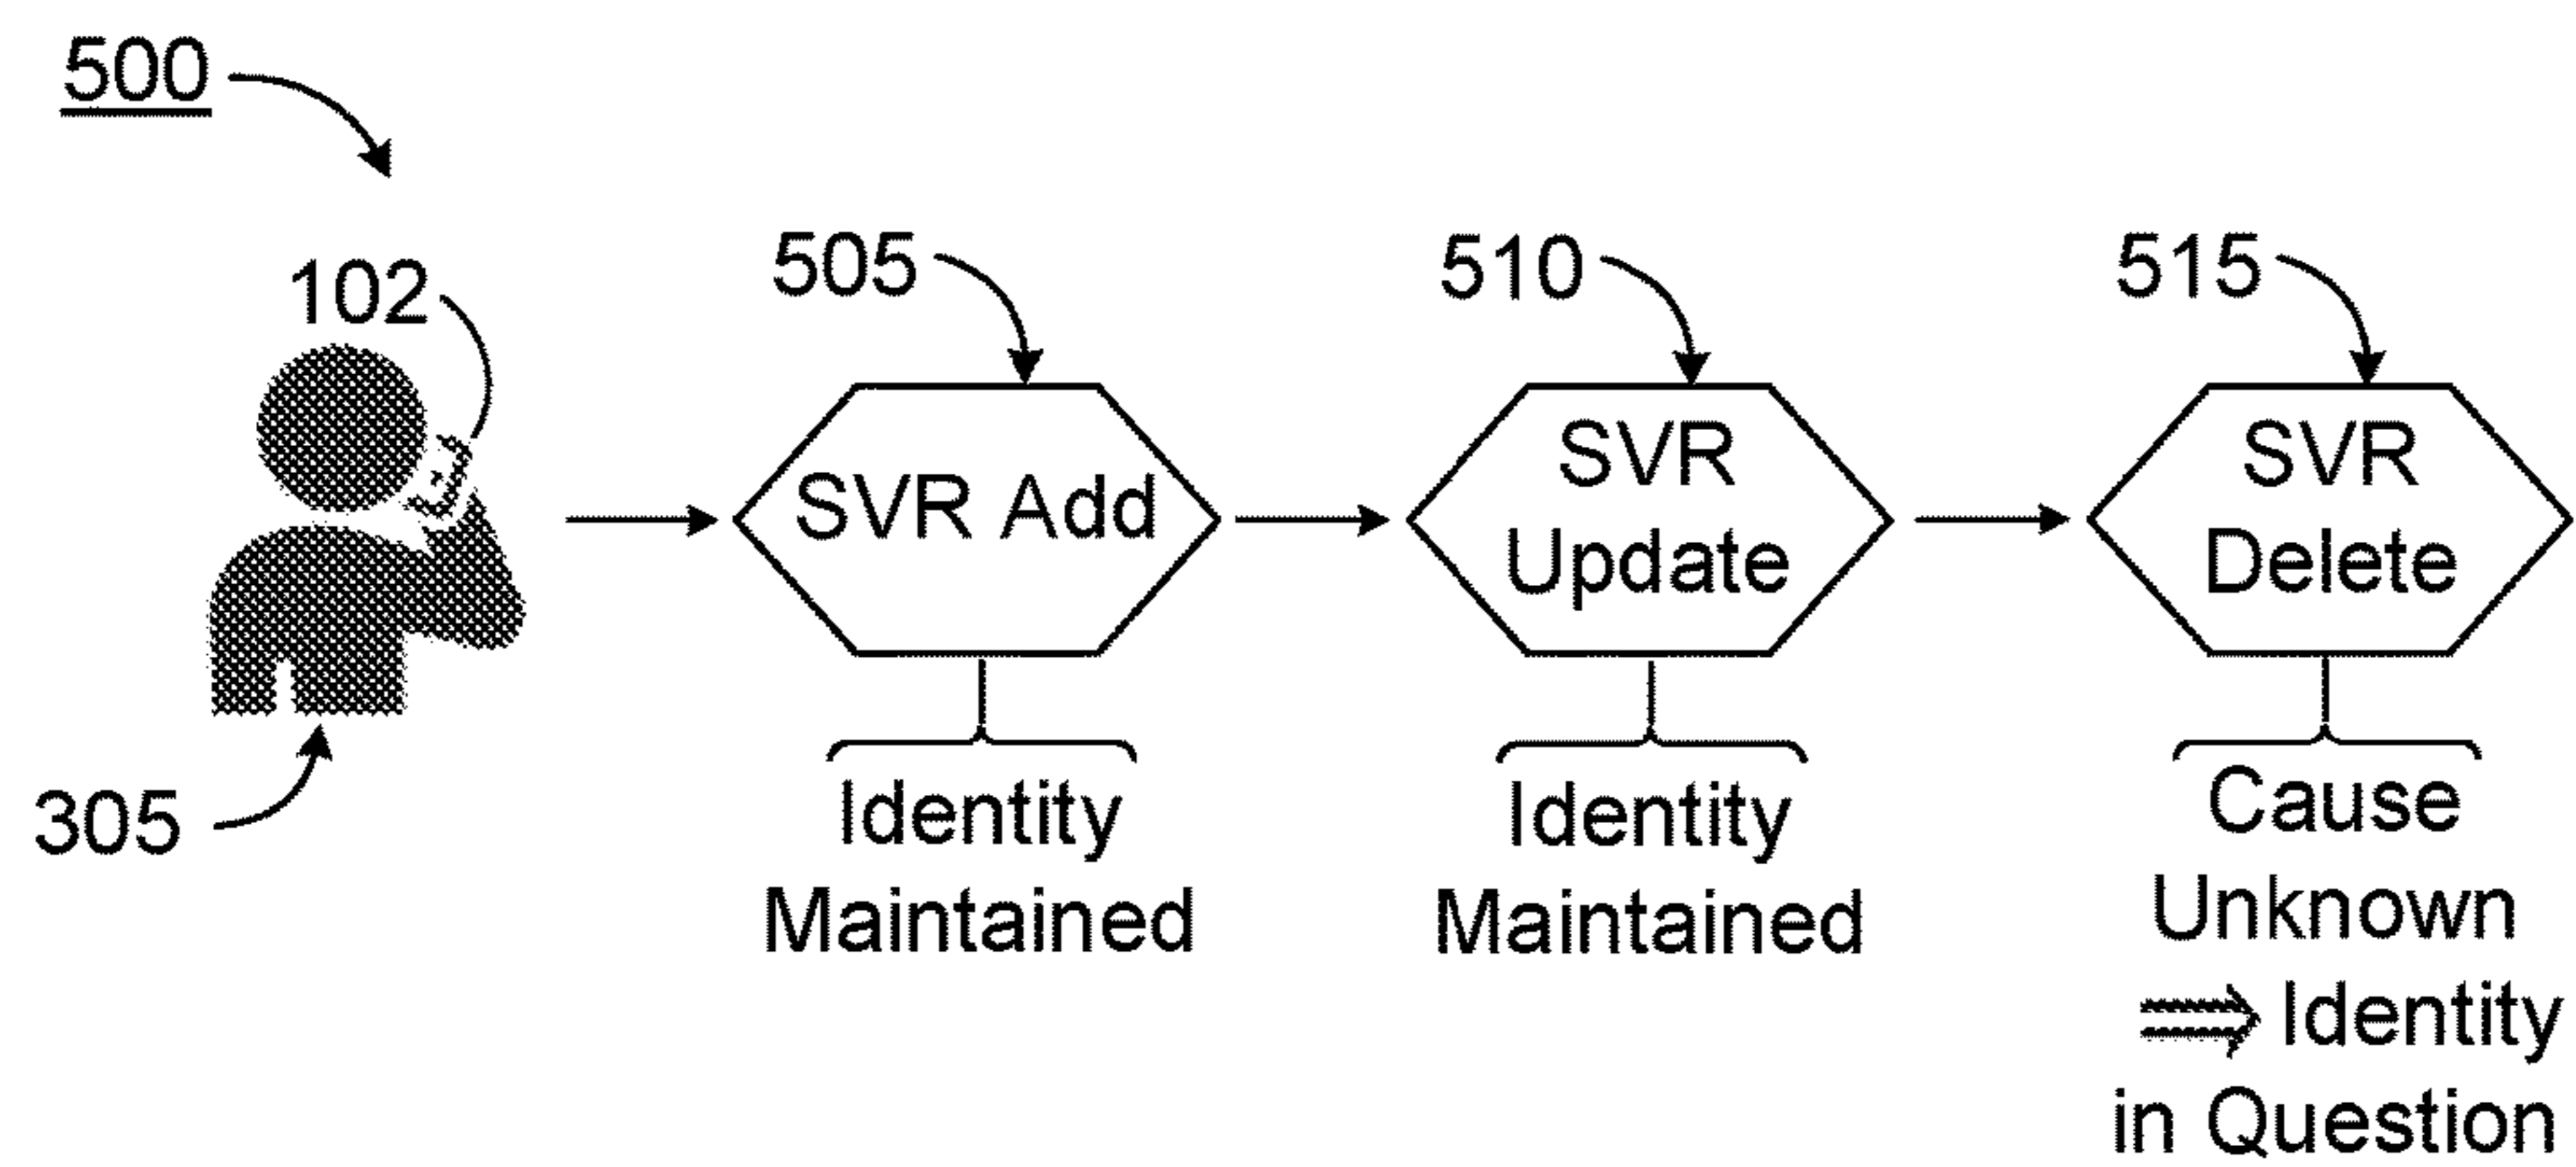 500
102
505
510
515
SVR Add
SVR
Update
SVR
Delete
305
Identity
Maintained
Identity
Maintained
Cause
Unknown
⇒ Identity
in Question